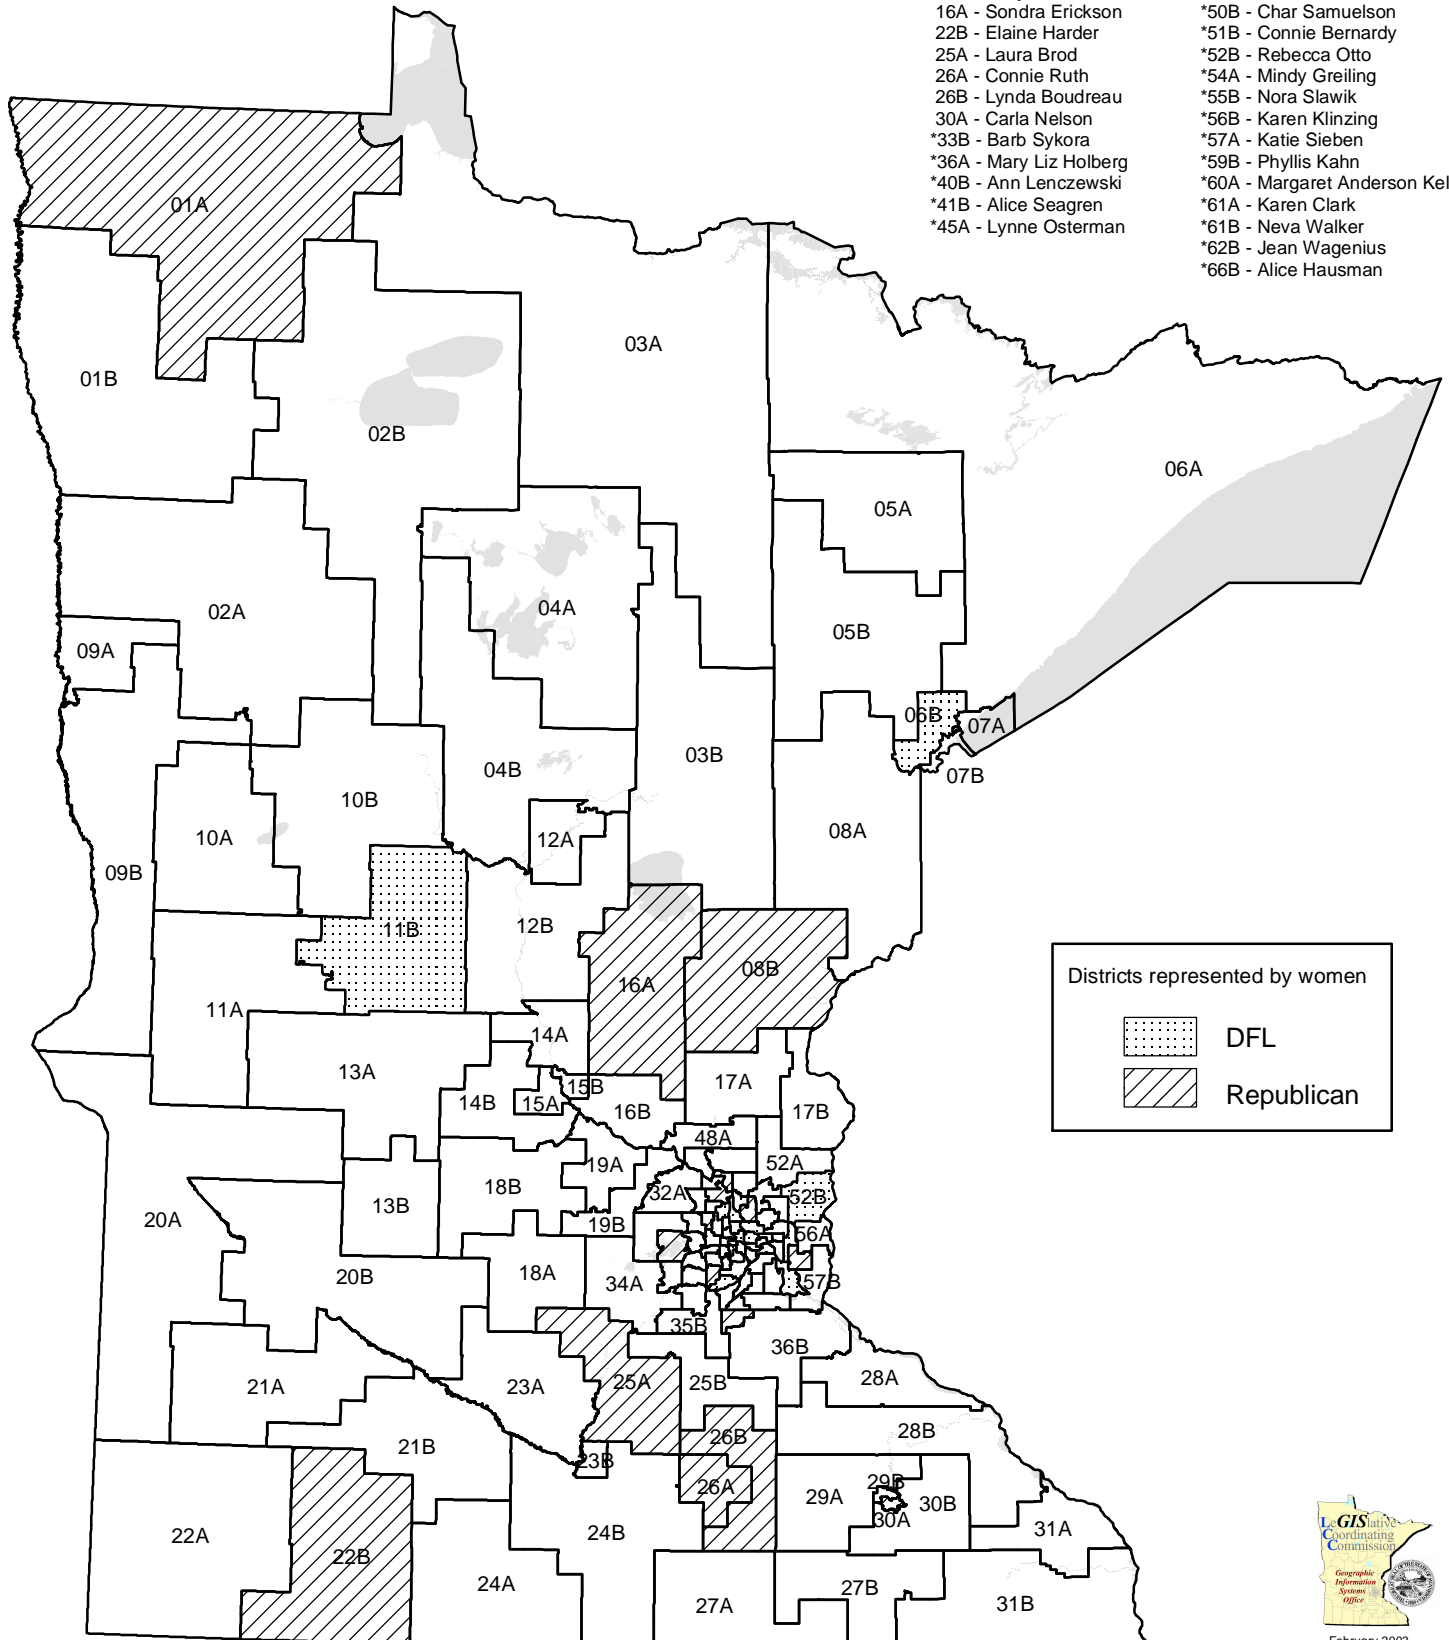 16A - Sondra Erickson
22B - Elaine Harder
25A - Laura Brod
26A - Connie Ruth
26B - Lynda Boudreau
30A - Carla Nelson
*33B - Barb Sykora
*36A - Mary Liz Holberg
*40B - Ann Lenczewski
*41B - Alice Seagren
*45A - Lynne Osterman
*50B - Char Samuelson
*51B - Connie Bernardy
*52B - Rebecca Otto
*54A - Mindy Greiling
*55B - Nora Slawik
*56B - Karen Klinzing
*57A - Katie Sieben
*59B - Phyllis Kahn
*60A - Margaret Anderson Kel
*61A - Karen Clark
*61B - Neva Walker
*62B - Jean Wagenius
*66B - Alice Hausman
01A
03A
01B
02B
06A
05A
04A
02A
05B
09A
06B
07A
03B
04B
07B
10B
08A
10A
12A
09B
11B
12B
08B
16A
11A
14A
13A
17A
15B
14B
15A
16B
17B
48A
19A
52A
18B
32A
52B
13B
20A
19B
56A
18A
20B
34A
57B
35B
36B
21A
23A
25A
25B
28A
26B
28B
21B
23B
29B
26A
29A
30B
30A
22A
24B
31A
22B
24A
27B
27A
31B
Districts represented by women
DFL
Republican
LeGISlative
Coordinating
Commission
Geographic
Information
Systems
Office